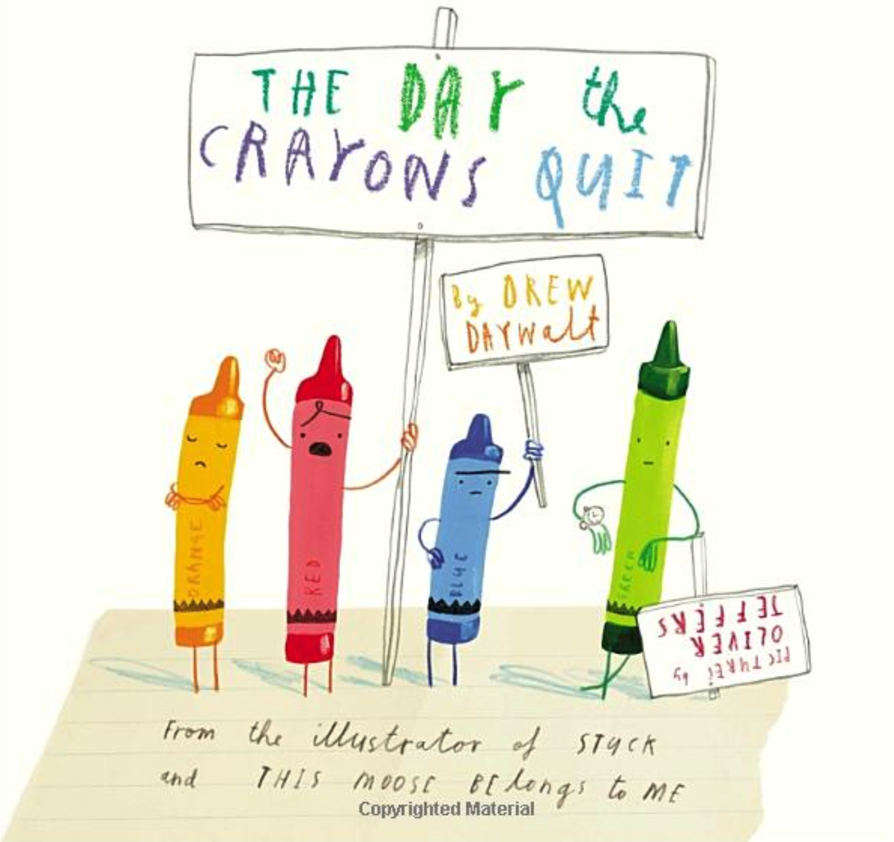 THE DAY the
CRAYONS QUIT
By DREW
DAYWalt
ORANGE
RED
BLUE
GREEN
PICTURES by
OLIVER
JEFFERS
From the illustrator of STUCK
and THIS MOOSE BElongs to ME
Copyrighted Material